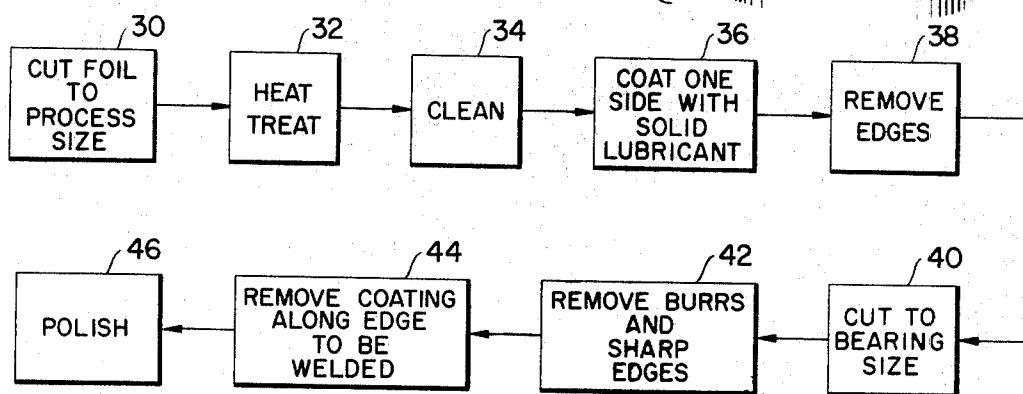 30
CUT FOIL
TO
PROCESS
SIZE
32
HEAT
TREAT
34
CLEAN
36
COAT ONE
SIDE WITH
SOLID
LUBRICANT
38
REMOVE
EDGES
40
CUT TO
BEARING
SIZE
42
REMOVE BURRS
AND
SHARP
EDGES
44
REMOVE COATING
ALONG EDGE
TO BE
WELDED
46
POLISH